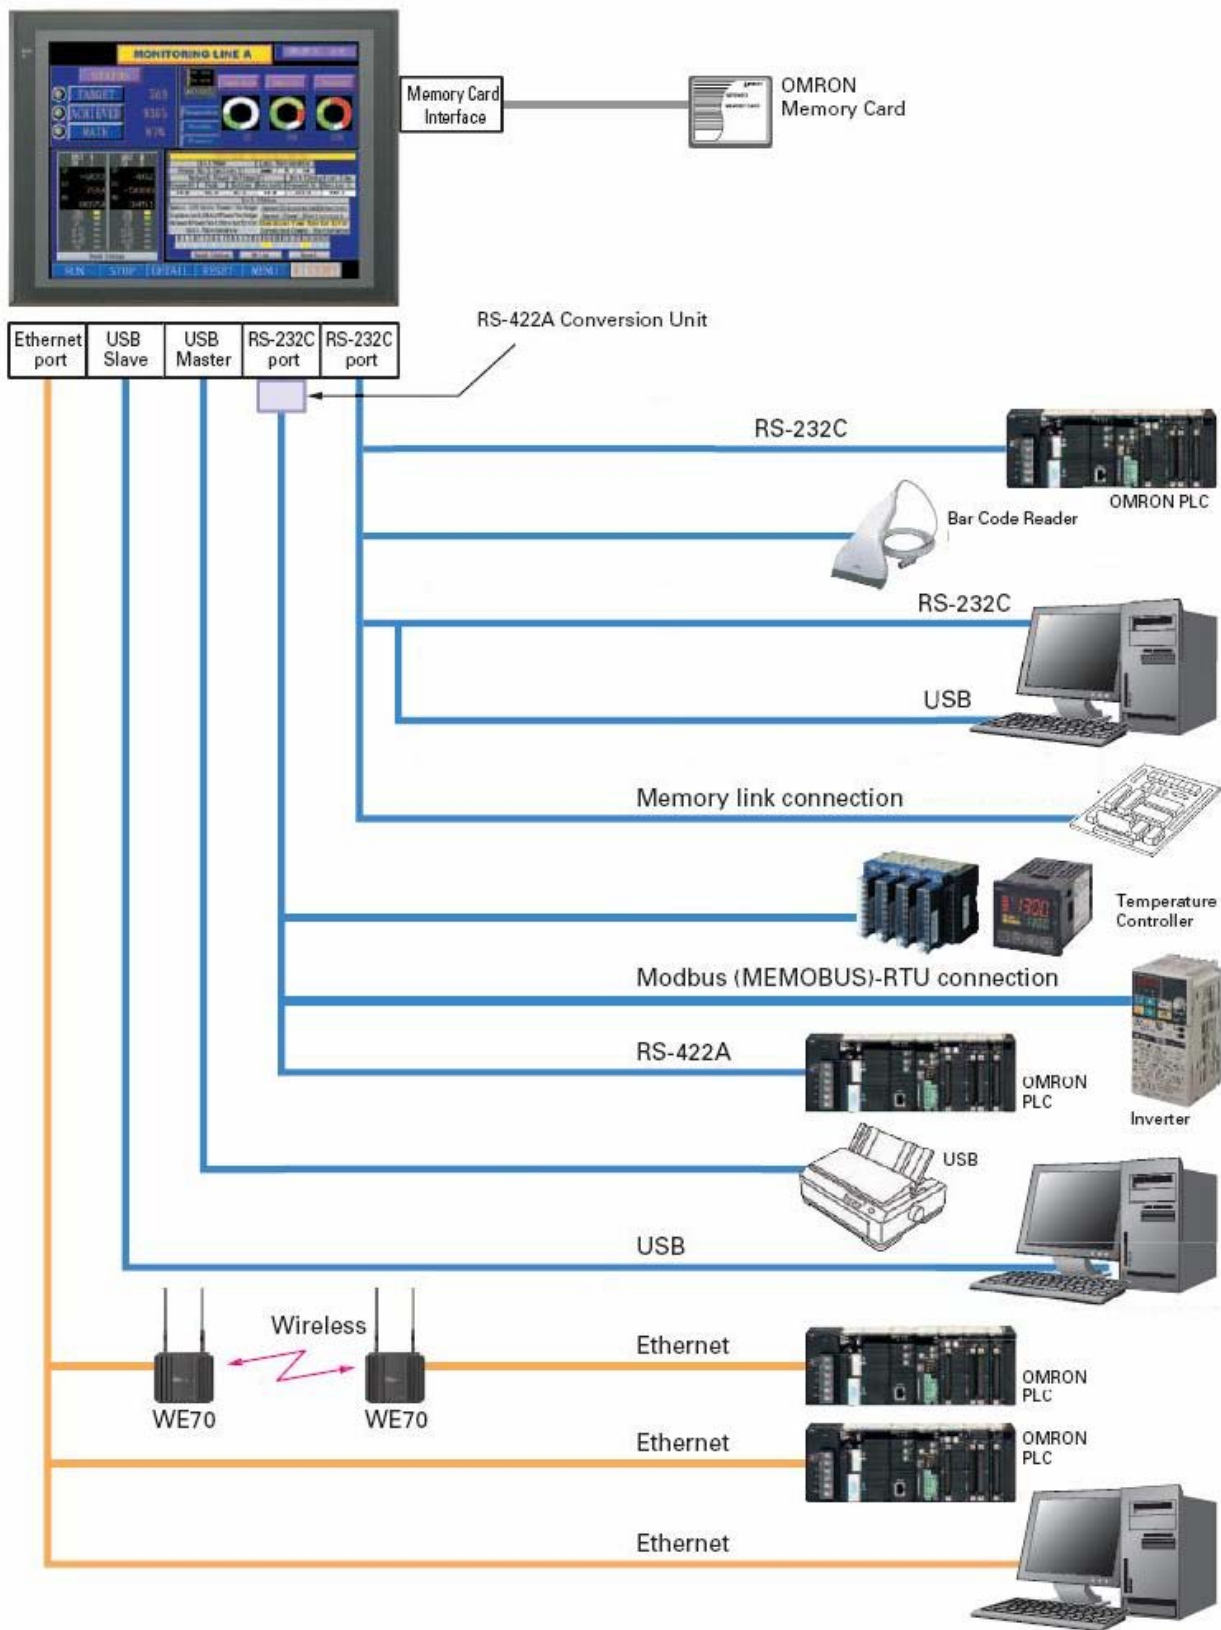 MONITORING LINE A
STATUS
TARGET
ACHIEVED
RATE
RUN STOP DETAIL RESET MENU
Memory Card
Interface
OMRON
Memory Card
MEMORY CARD
RS-422A Conversion Unit
Ethernet
port
USB
Slave
USB
Master
RS-232C
port
RS-232C
port
RS-232C
OMRON PLC
Bar Code Reader
RS-232C
USB
Memory link connection
Temperature
Controller
Modbus (MEMOBUS)-RTU connection
RS-422A
OMRON
PLC
Inverter
USB
USB
Wireless
WE70
WE70
Ethernet
OMRON
PLC
Ethernet
OMRON
PLC
Ethernet